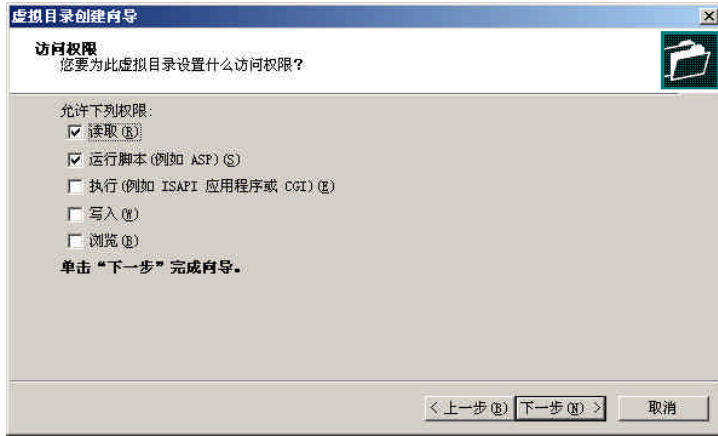 虚拟目录创建向导
访问权限
您要为此虚拟目录设置什么访问权限?
允许下列权限:
读取(R)
运行脚本(例如 ASP)(S)
执行(例如 ISAPI 应用程序或 CGI)(E)
写入(W)
浏览(B)
单击“下一步”完成向导。
< 上一步(B) 下一步(N) > 取消